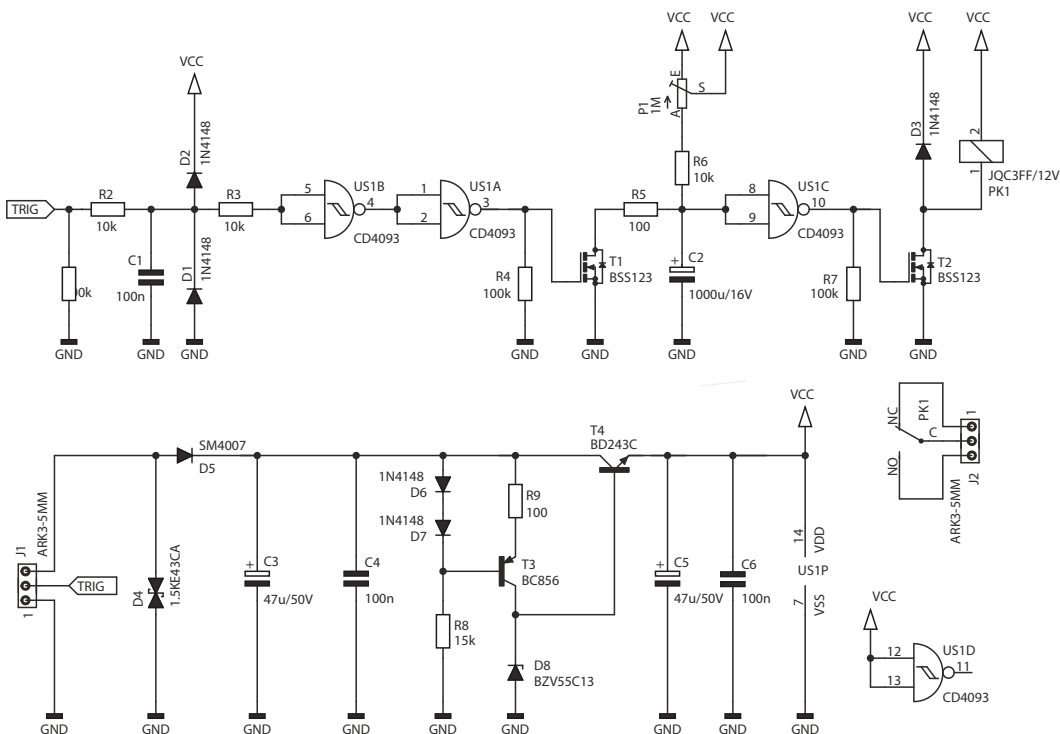 VCC
VCC
VCC
VCC
VCC
P1
1M
E
S
A
D2
1N4148
D3
1N4148
2
1
JQC3FF/12V
PK1
TRIG
R2
10k
R3
10k
5
6
US1B
4
CD4093
1
2
US1A
3
CD4093
R5
100
R6
10k
8
9
US1C
10
CD4093
0k
C1
100n
D1
1N4148
R4
100k
T1
BSS123
+
C2
1000u/16V
R7
100k
T2
BSS123
GND
GND
GND
GND
GND
GND
GND
GND
SM4007
D5
1N4148
D6
1N4148
D7
R9
100
T4
BD243C
VCC
NC
PK1
C
NO
1
J2
ARK3-5MM
J1
ARK3-5MM
1
TRIG
D4
1.5KE43CA
+
C3
47u/50V
C4
100n
T3
BC856
R8
15k
D8
BZV55C13
+
C5
47u/50V
C6
100n
14
VDD
US1P
7
VSS
VCC
12
13
US1D
11
CD4093
GND
GND
GND
GND
GND
GND
GND
GND
GND